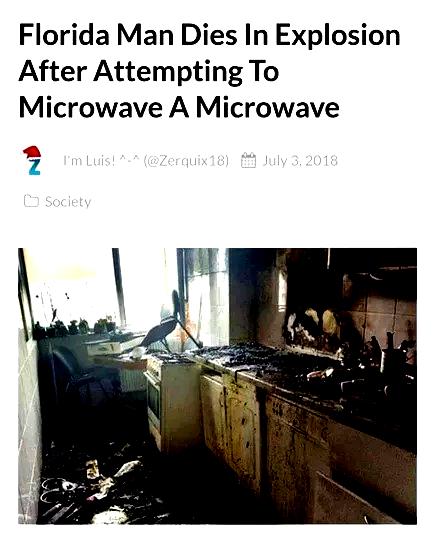 Florida Man Dies In Explosion
After Attempting To
Microwave A Microwave
Z I'm Luis! ^-^ (@Zerquix18) July 3, 2018
Society